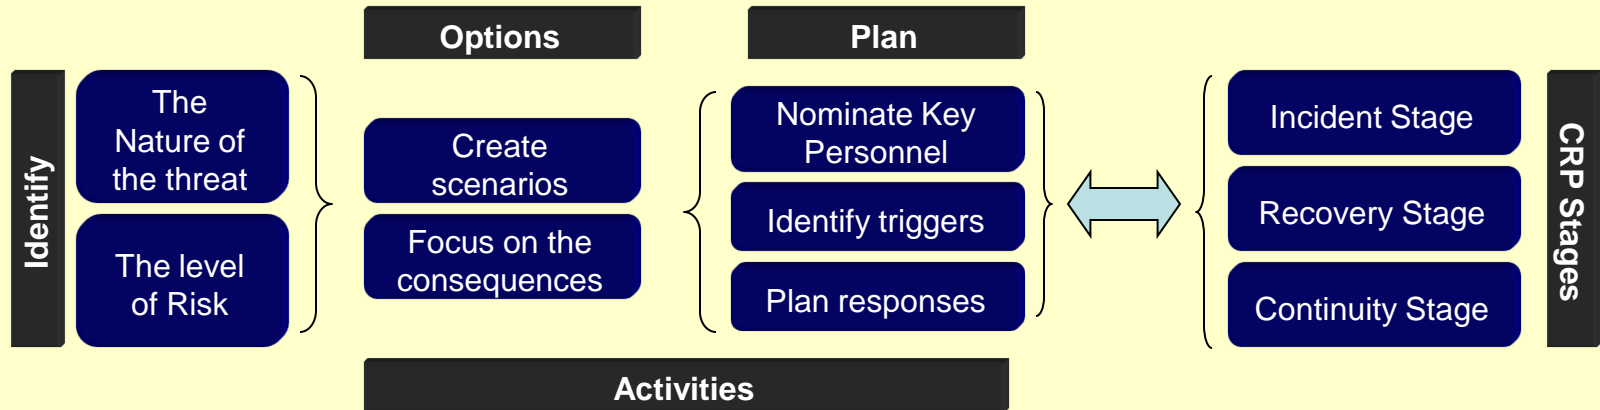 Options
Plan
Identify
The
Nature of
the threat
The level
of Risk
Create
scenarios
Focus on the
consequences
Nominate Key
Personnel
Identify triggers
Plan responses
Incident Stage
Recovery Stage
Continuity Stage
CRP Stages
Activities